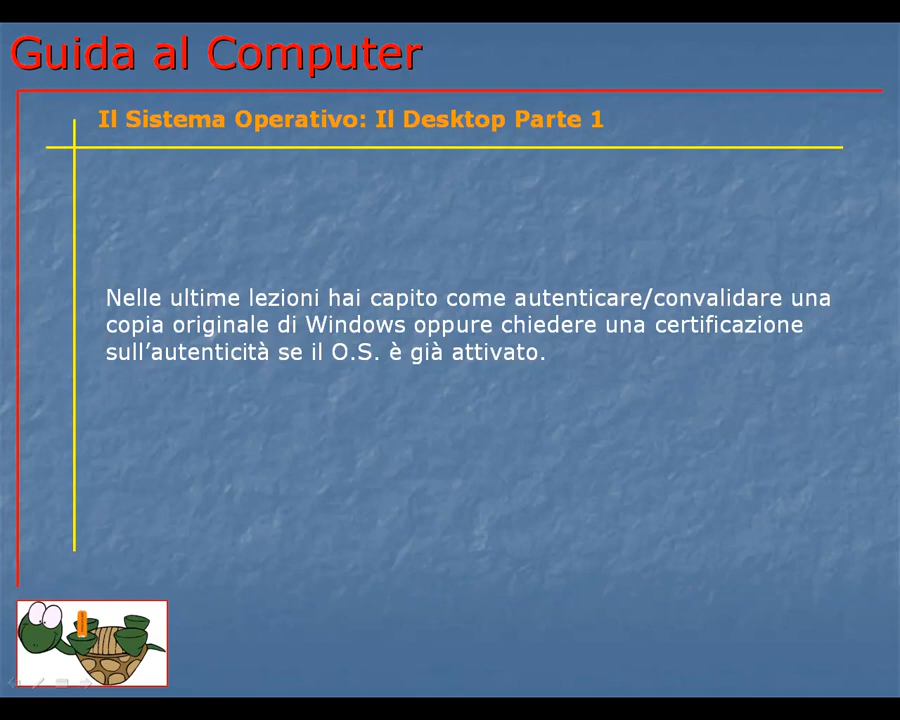 Guida al Computer
Il Sistema Operativo: Il Desktop Parte 1
Nelle ultime lezioni hai capito come autenticare/convalidare una
copia originale di Windows oppure chiedere una certificazione
sull’autenticità se il O.S. è già attivato.